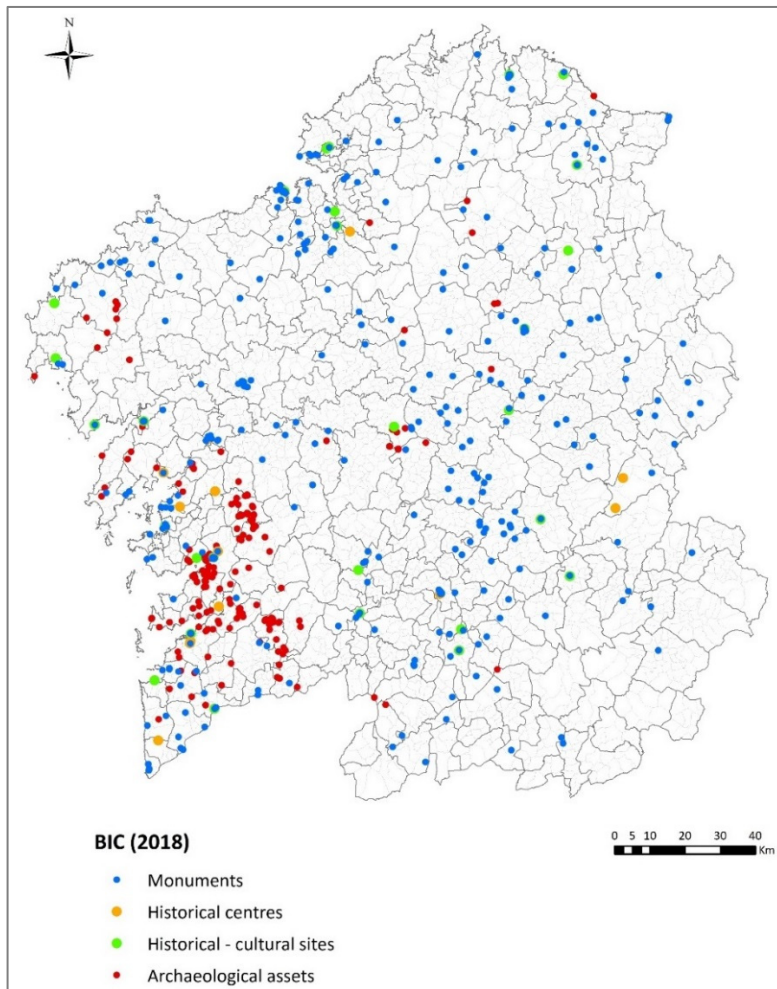 N
0 5 10 20 30 40
Km
BIC (2018)
Monuments
Historical centres
Historical - cultural sites
Archaeological assets